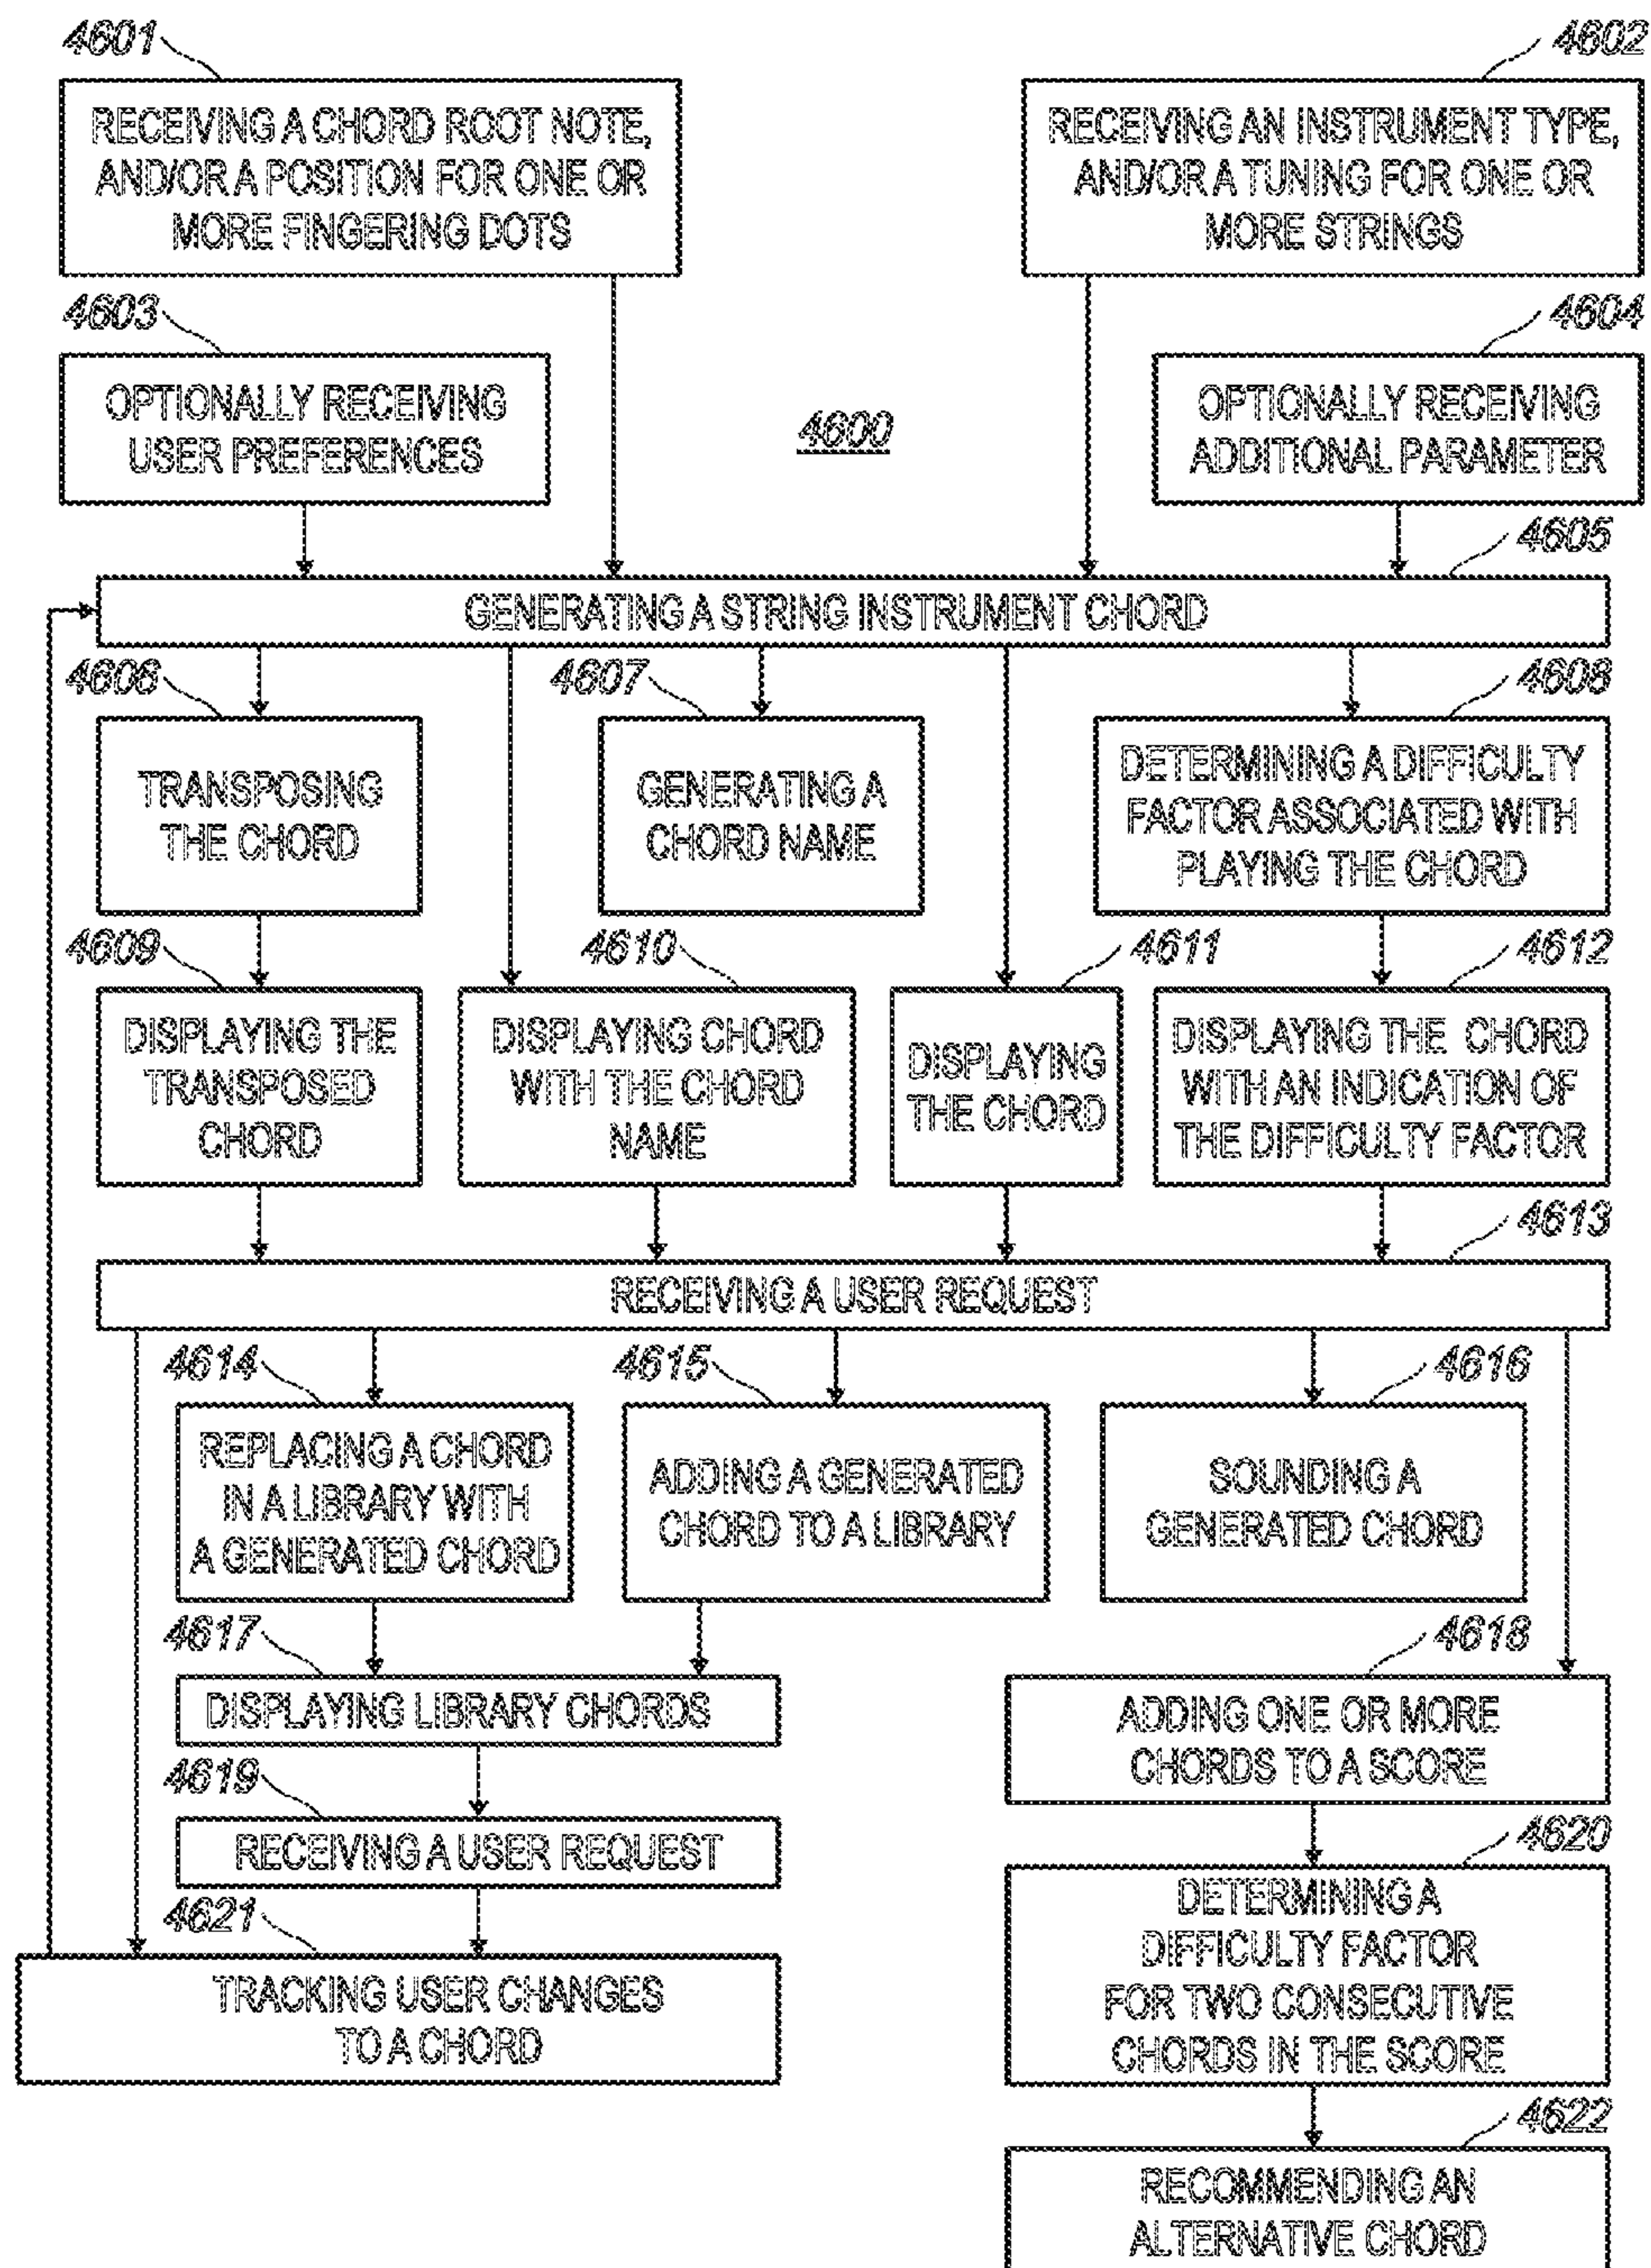 4601
4602
RECEIVING A CHORD ROOT NOTE,
AND/OR A POSITION FOR ONE OR
MORE FINGERING DOTS
RECEIVING AN INSTRUMENT TYPE,
AND/OR A TUNING FOR ONE OR
MORE STRINGS
4603
4604
OPTIONALLY RECEIVING
USER PREFERENCES
4600
OPTIONALLY RECEIVING
ADDITIONAL PARAMETER
4605
GENERATING A STRING INSTRUMENT CHORD
4606
4607
4608
TRANSPOSING
THE CHORD
GENERATING A
CHORD NAME
DETERMINING A DIFFICULTY
FACTOR ASSOCIATED WITH
PLAYING THE CHORD
4609
4610
4611
4612
DISPLAYING THE
TRANSPOSED
CHORD
DISPLAYING CHORD
WITH THE CHORD
NAME
DISPLAYING
THE CHORD
DISPLAYING THE CHORD
WITH AN INDICATION OF
THE DIFFICULTY FACTOR
4613
RECEIVING A USER REQUEST
4614
4615
4616
REPLACING A CHORD
IN A LIBRARY WITH
A GENERATED CHORD
ADDING A GENERATED
CHORD TO A LIBRARY
SOUNDING A
GENERATED CHORD
4617
4618
DISPLAYING LIBRARY CHORDS
ADDING ONE OR MORE
CHORDS TO A SCORE
4619
4620
RECEIVING A USER REQUEST
DETERMINING A
DIFFICULTY FACTOR
FOR TWO CONSECUTIVE
CHORDS IN THE SCORE
4621
TRACKING USER CHANGES
TO A CHORD
4622
RECOMMENDING AN
ALTERNATIVE CHORD